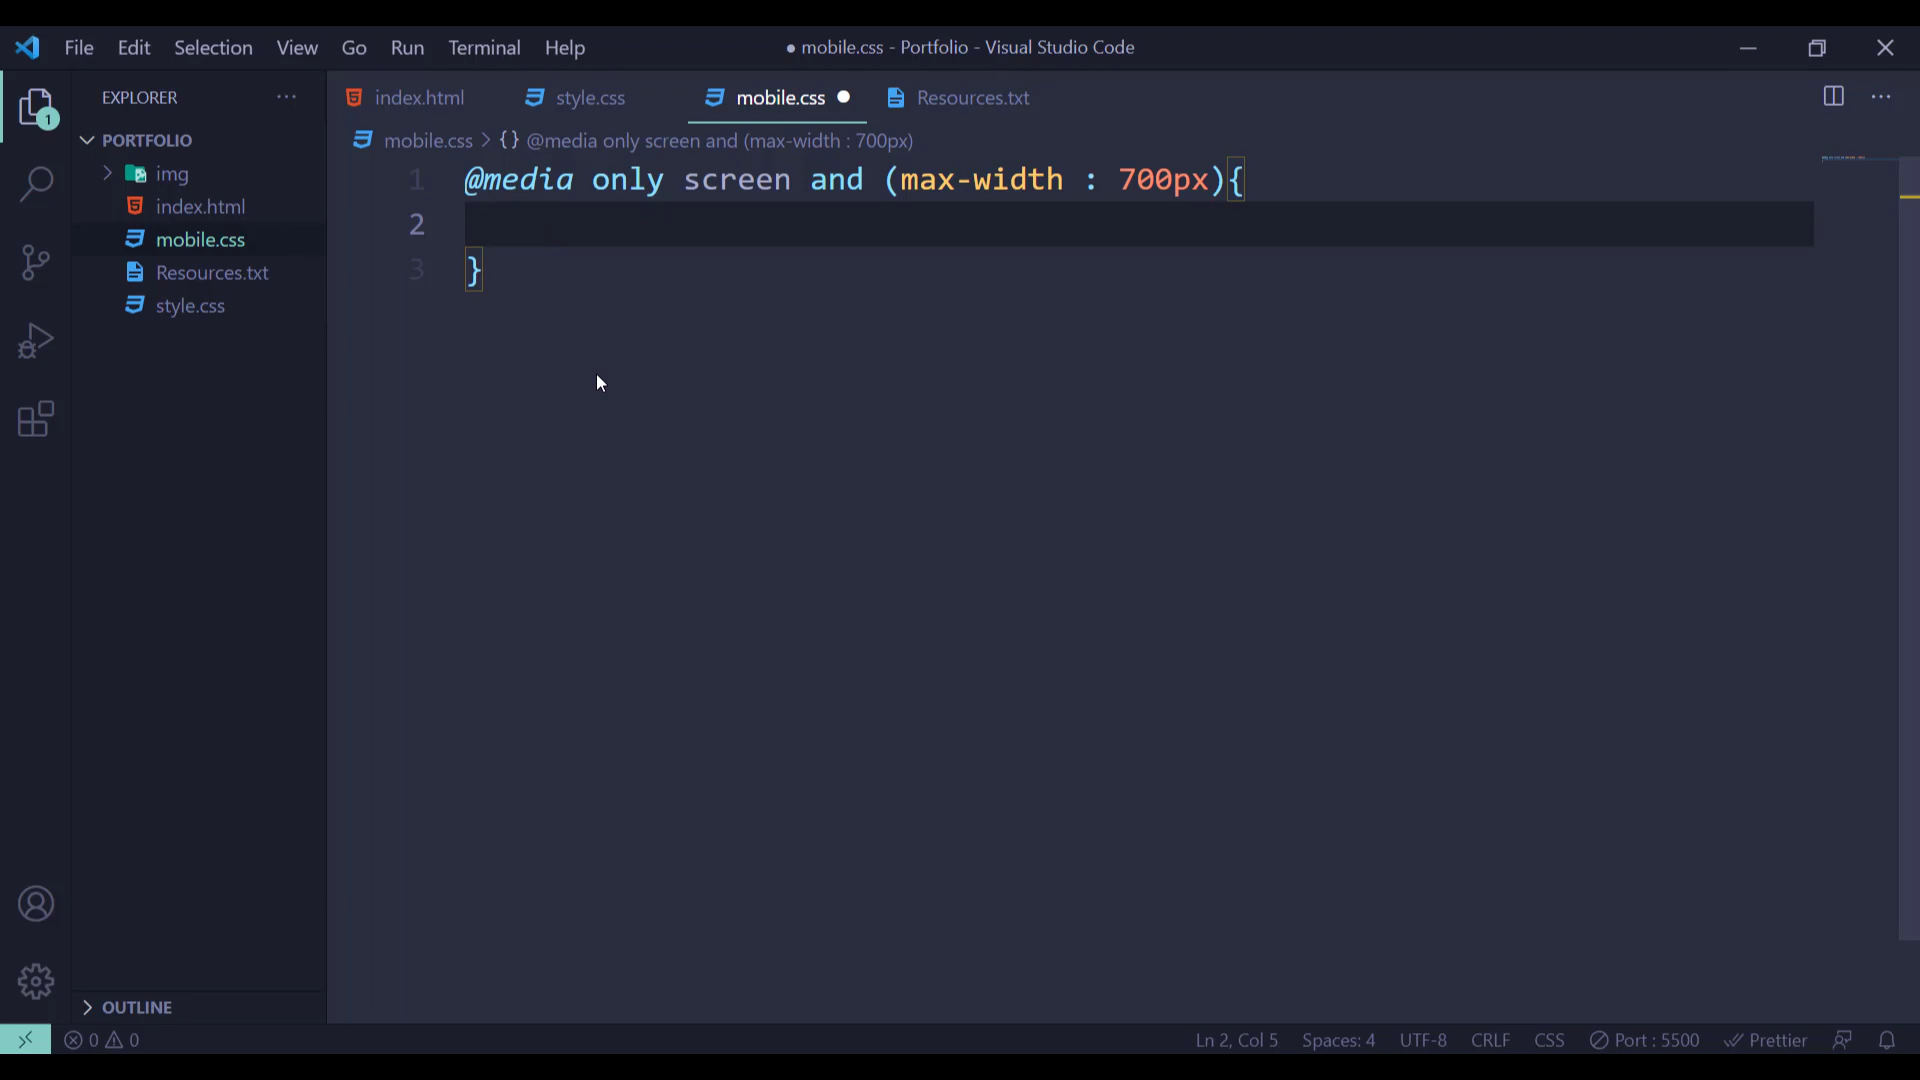 File Edit Selection View Go Run Terminal Help
● mobile.css - Portfolio - Visual Studio Code
EXPLORER
1
PORTFOLIO
img
index.html
mobile.css
Resources.txt
style.css
OUTLINE
index.html style.css mobile.css ● Resources.txt
mobile.css > {} @media only screen and (max-width : 700px)
1 @media only screen and (max-width : 700px){
2
3 }
0 0
Ln 2, Col 5 Spaces: 4 UTF-8 CRLF CSS Port : 5500 Prettier